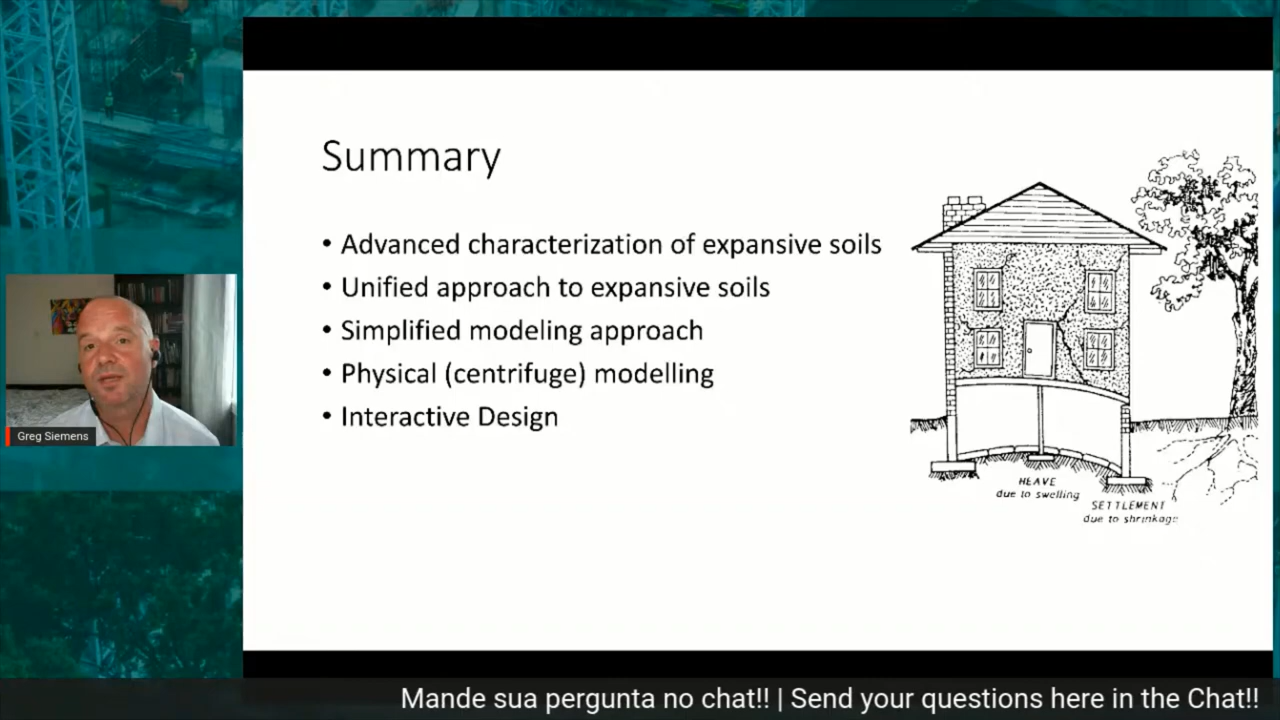 Summary
• Advanced characterization of expansive soils
• Unified approach to expansive soils
• Simplified modeling approach
• Physical (centrifuge) modelling
• Interactive Design
HEAVE
due to swelling
SETTLEMENT
due to shrinkage
Greg Siemens
Mande sua pergunta no chat!! | Send your questions here in the Chat!!